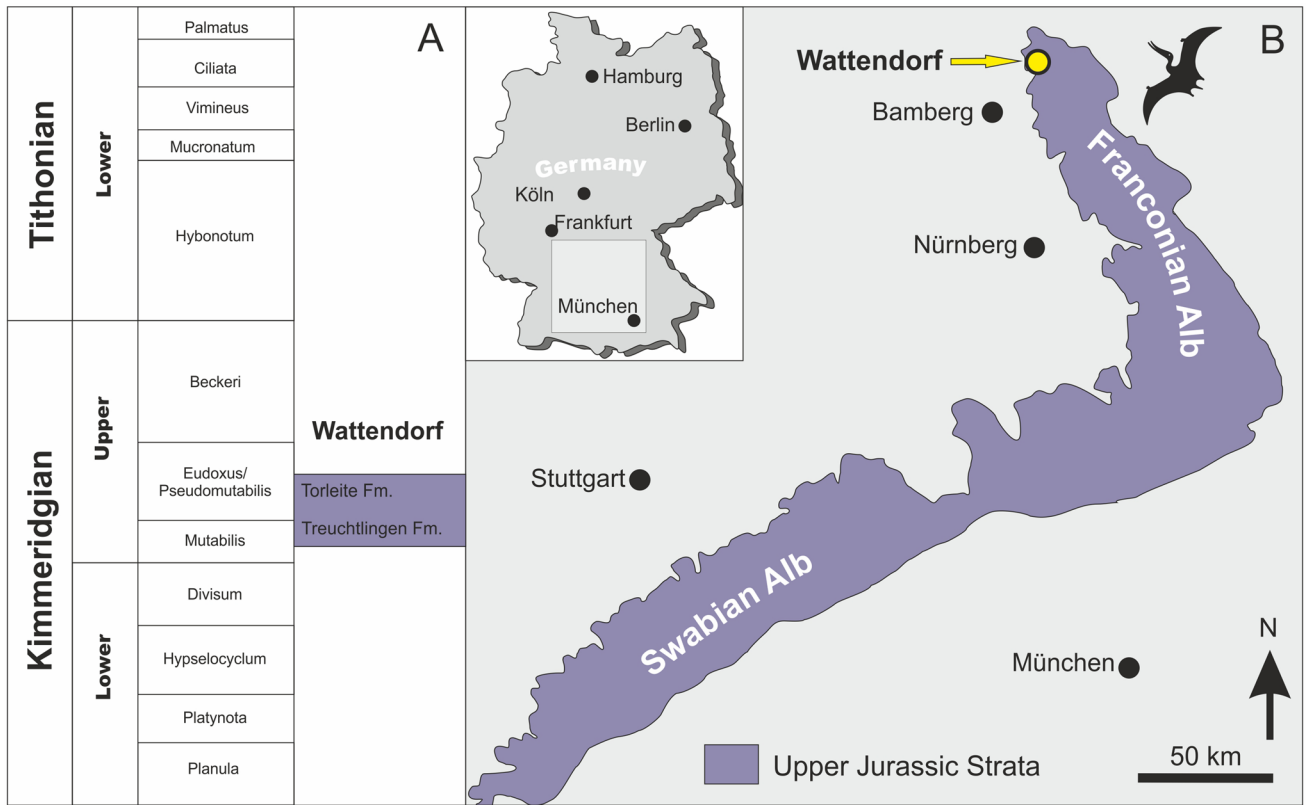 A
Tithonian
Lower
Palmatus
Ciliata
Vimineus
Mucronatum
Hybonotum
Kimmeridgian
Upper
Beckeri
Eudoxus/
Pseudomutabilis
Mutabilis
Lower
Divisum
Hypselocyclum
Platynota
Planula
Wattendorf
Torleite Fm.
Treuchtlingen Fm.
Hamburg
Berlin
Germany
Köln
Frankfurt
München
B
Wattendorf
Bamberg
Franconian Alb
Nürnberg
Stuttgart
Swabian Alb
München
N
50 km
Upper Jurassic Strata